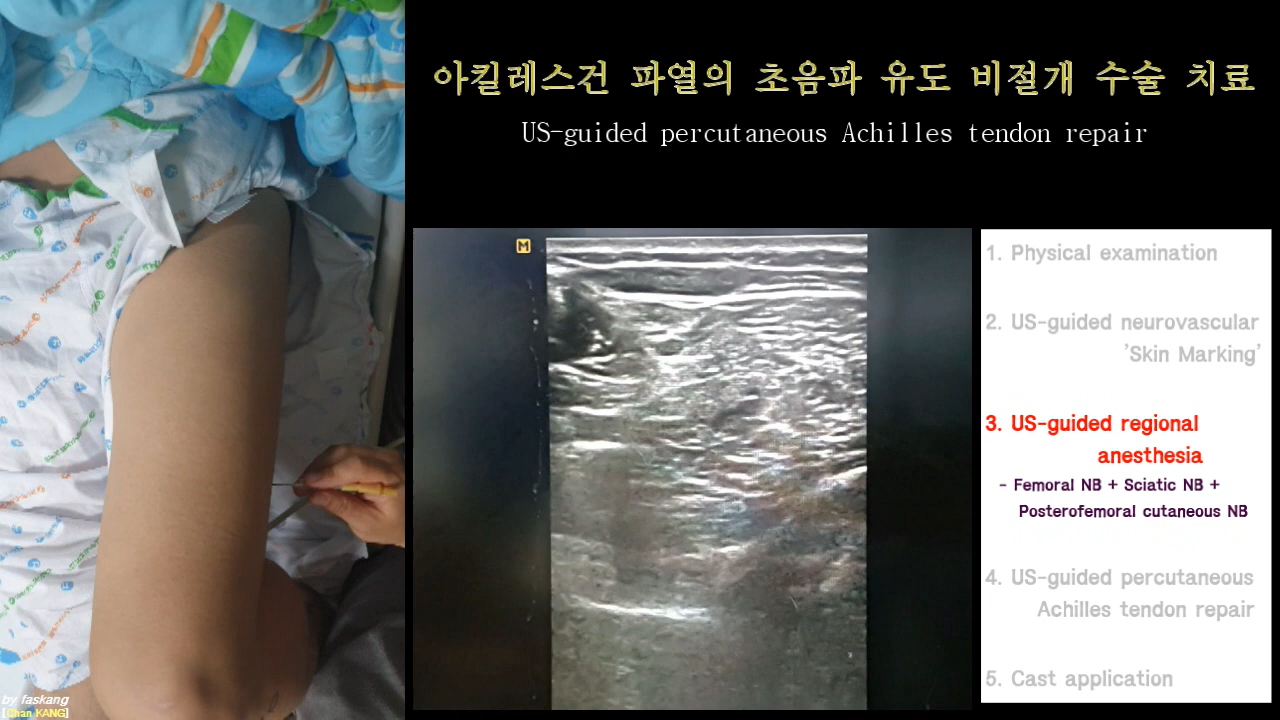 아킬레스건 파열의 초음파 유도 비절개 수술 치료
US-guided percutaneous Achilles tendon repair
M
1. Physical examination
2. US-guided neurovascular
'Skin Marking'
3. US-guided regional
anesthesia
- Femoral NB + Sciatic NB +
Posterofemoral cutaneous NB
4. US-guided percutaneous
Achilles tendon repair
5. Cast application
by faskang
[Chan KANG]